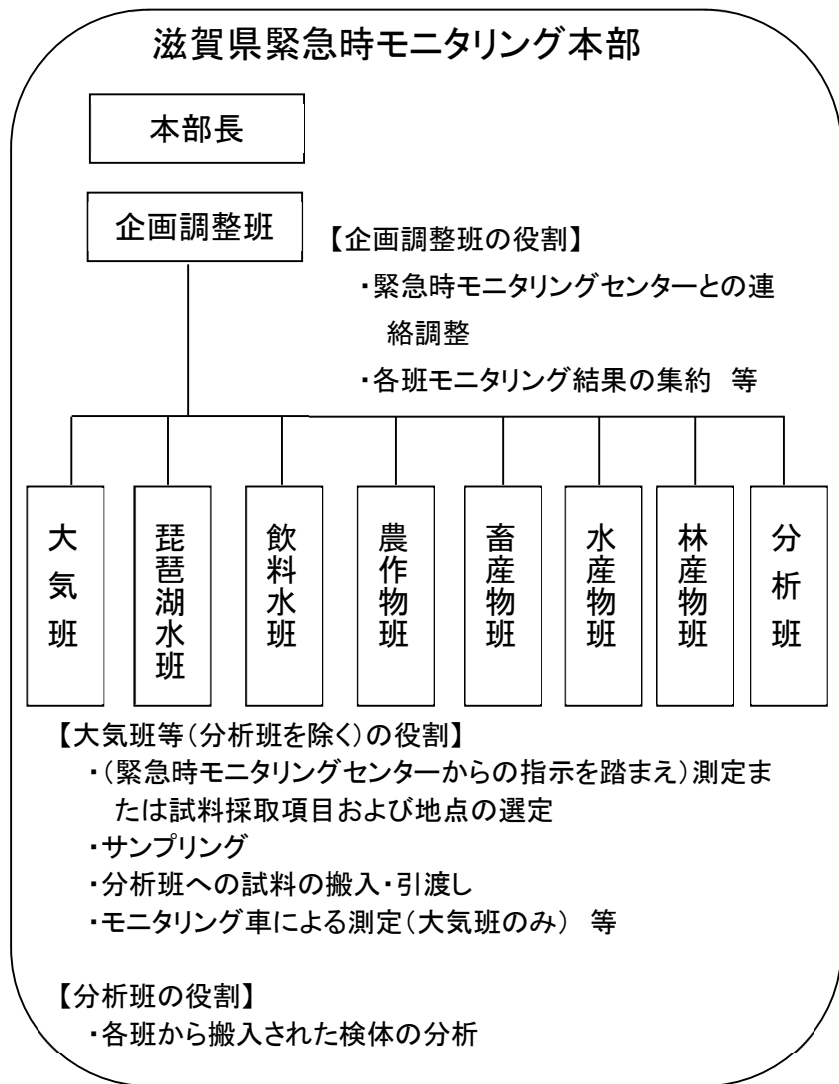 滋賀県緊急時モニタリング本部
本部長
企画調整班
【企画調整班の役割】
・緊急時モニタリングセンターとの連
絡調整
・各班モニタリング結果の集約　等
大気班
琵琶湖水班
飲料水班
農作物班
畜産物班
水産物班
林産物班
分析班
【大気班等(分析班を除く)の役割】
・(緊急時モニタリングセンターからの指示を踏まえ)測定ま
たは試料採取項目および地点の選定
・サンプリング
・分析班への試料の搬入・引渡し
・モニタリング車による測定(大気班のみ)　等
【分析班の役割】
・各班から搬入された検体の分析